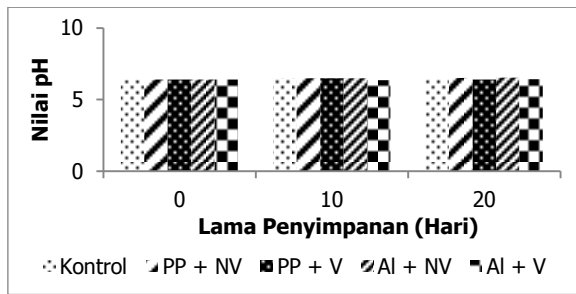 10
5
0
Nilai pH
0 10 20
Lama Penyimpanan (Hari)
Kontrol PP + NV PP + V Al + NV Al + V